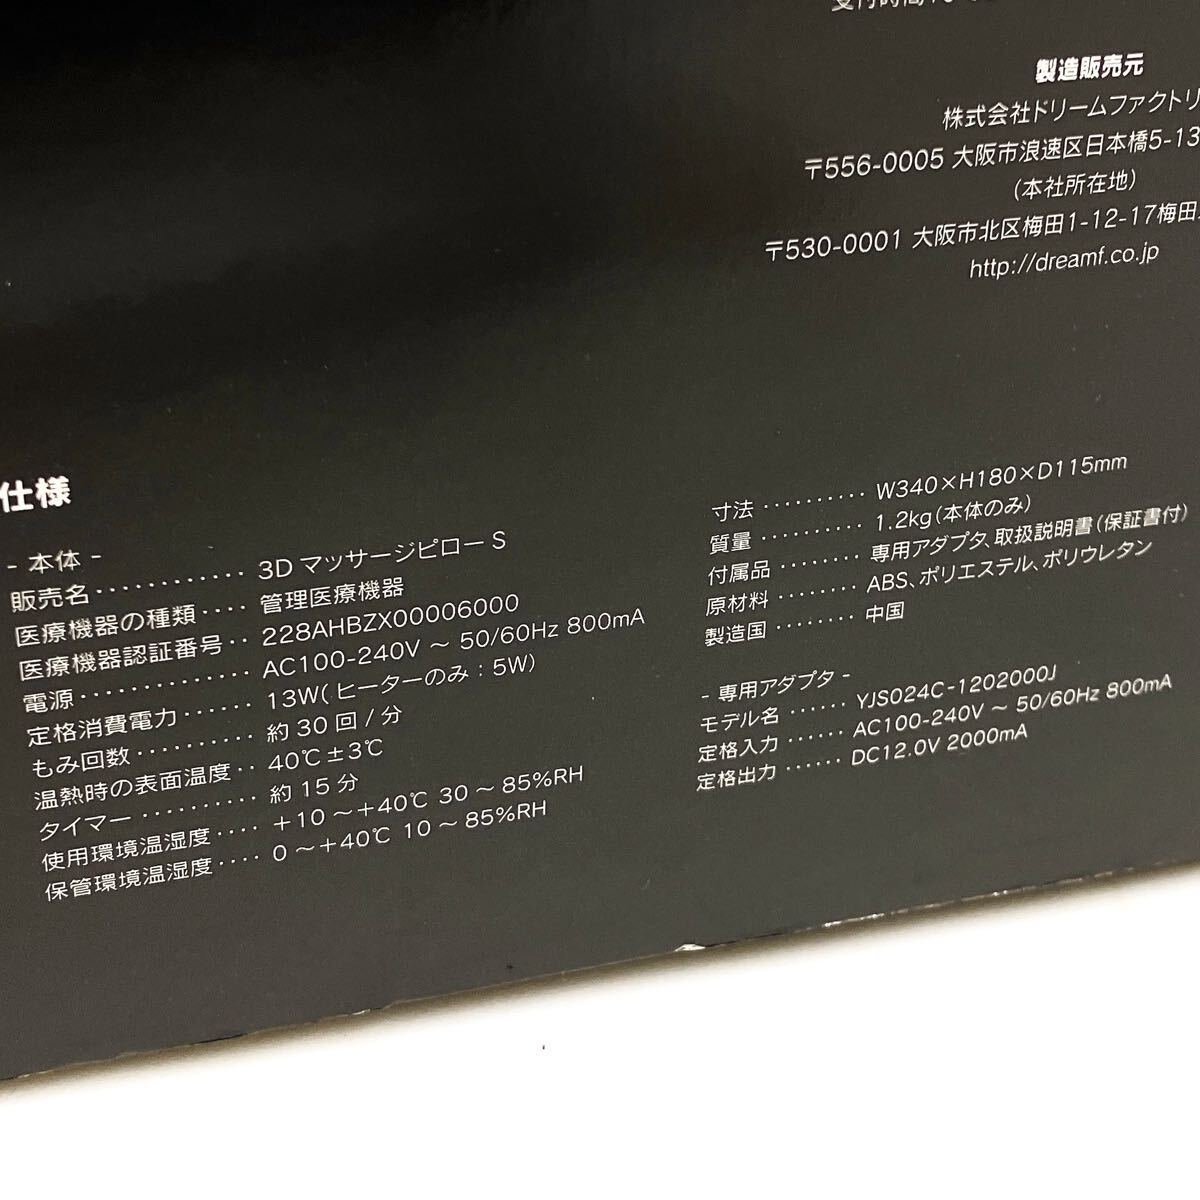 製造販売元
株式会社ドリームファクトリ
〒556-0005 大阪市浪速区日本橋5-13
(本社所在地)
〒530-0001 大阪市北区梅田1-12-17梅田
http://dreamf.co.jp
仕様
- 本体 -
販売名············ 3D マッサージピロー S
医療機器の種類···· 管理医療機器
医療機器認証番号·· 228AHBZX00006000
電源·············· AC100-240V ～ 50/60Hz 800mA
定格消費電力······ 13W(ヒーターのみ：5W)
もみ回数·········· 約 30 回 / 分
温熱時の表面温度·· 40℃±3℃
タイマー·········· 約 15 分
使用環境温湿度···· +10 ～+40℃ 30 ～ 85%RH
保管環境温湿度···· 0 ～+40℃ 10 ～ 85%RH
寸法·········· W340×H180×D115mm
質量·········· 1.2kg(本体のみ)
付属品········ 専用アダプタ、取扱説明書(保証書付)
原材料········ ABS、ポリエステル、ポリウレタン
製造国········ 中国
- 専用アダプタ -
モデル名······ YJS024C-1202000J
定格入力······ AC100-240V ～ 50/60Hz 800mA
定格出力······ DC12.0V 2000mA